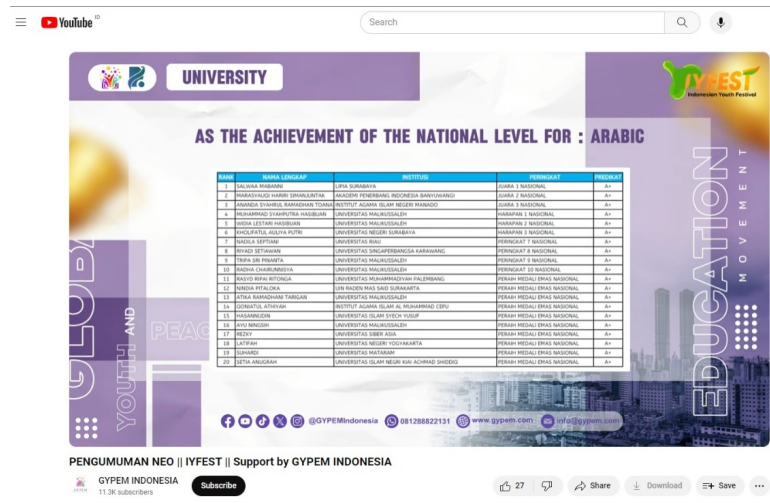 YouTube ID
Search
UNIVERSITY
IYFEST
Indonesian Youth Festival
AS THE ACHIEVEMENT OF THE NATIONAL LEVEL FOR : ARABIC
RANK NAMA LENGKAP INSTITUSI PERINGKAT PREDIKAT
1 SALWAA MABANNI LIPIA SURABAYA JUARA 1 NASIONAL A+
2 MARASYAUGI HARIRI SIMANJUNTAK AKADEMI PENERBANG INDONESIA BANYUWANGI JUARA 2 NASIONAL A+
3 ANANDA SYAHRUL RAMADHAN TOANA INSTITUT AGAMA ISLAM NEGERI MANADO JUARA 3 NASIONAL A+
4 MUHAMMAD SYAHPUTRA HASIBUAN UNIVERSITAS MALIKUSSALEH HARAPAN 1 NASIONAL A+
5 WIDIA LESTARI HASIBUAN UNIVERSITAS MALIKUSSALEH HARAPAN 2 NASIONAL A+
6 KHOLIFATUL AULIYA PUTRI UNIVERSITAS NEGERI SURABAYA HARAPAN 3 NASIONAL A+
7 NADILA SEPTIANI UNIVERSITAS RIAU PERINGKAT 7 NASIONAL A+
8 RIYADI SETIAWAN UNIVERSITAS SINGAPERBANGSA KARAWANG PERINGKAT 8 NASIONAL A+
9 TRIPA SRI PINANTA UNIVERSITAS MALIKUSSALEH PERINGKAT 9 NASIONAL A+
10 RADHA CHAIRUNNISYA UNIVERSITAS MALIKUSSALEH PERINGKAT 10 NASIONAL A+
11 RASYD RIPAI RITONGA UNIVERSITAS MUHAMMADIYAH PALEMBANG PERAIH MEDALI EMAS NASIONAL A+
12 NINDIA PITALOKA UIN RADEN MAS SAID SURAKARTA PERAIH MEDALI EMAS NASIONAL A+
13 ATIKA RAMADHANI TARIGAN UNIVERSITAS MALIKUSSALEH PERAIH MEDALI EMAS NASIONAL A+
14 GONIATUL ATHIYAH INSTITUT AGAMA ISLAM AL MUHAMMAD CEPU PERAIH MEDALI EMAS NASIONAL A+
15 HASANNUDIN UNIVERSITAS ISLAM SYECH YUSUF PERAIH MEDALI EMAS NASIONAL A+
16 AYU NINGSIH UNIVERSITAS MALIKUSSALEH PERAIH MEDALI EMAS NASIONAL A+
17 REZKY UNIVERSITAS SIBER ASIA PERAIH MEDALI EMAS NASIONAL A+
18 LATIFAH UNIVERSITAS NEGERI YOGYAKARTA PERAIH MEDALI EMAS NASIONAL A+
19 SUHARDI UNIVERSITAS MATARAM PERAIH MEDALI EMAS NASIONAL A+
20 SETIA ANUGRAH UNIVERSITAS ISLAM NEGRI KIAI ACHMAD SHIDDIQ PERAIH MEDALI EMAS NASIONAL A+
GLOBAL
YOUTH AND
PEAC
EDUCATION
MOVEMENT
@GYPEMIndonesia 081288822131 www.gypem.com info@gypem.com
PENGUMUMAN NEO || IYFEST || Support by GYPEM INDONESIA
GYPEM INDONESIA
11.3K subscribers
Subscribe
27
Share
Download
Save